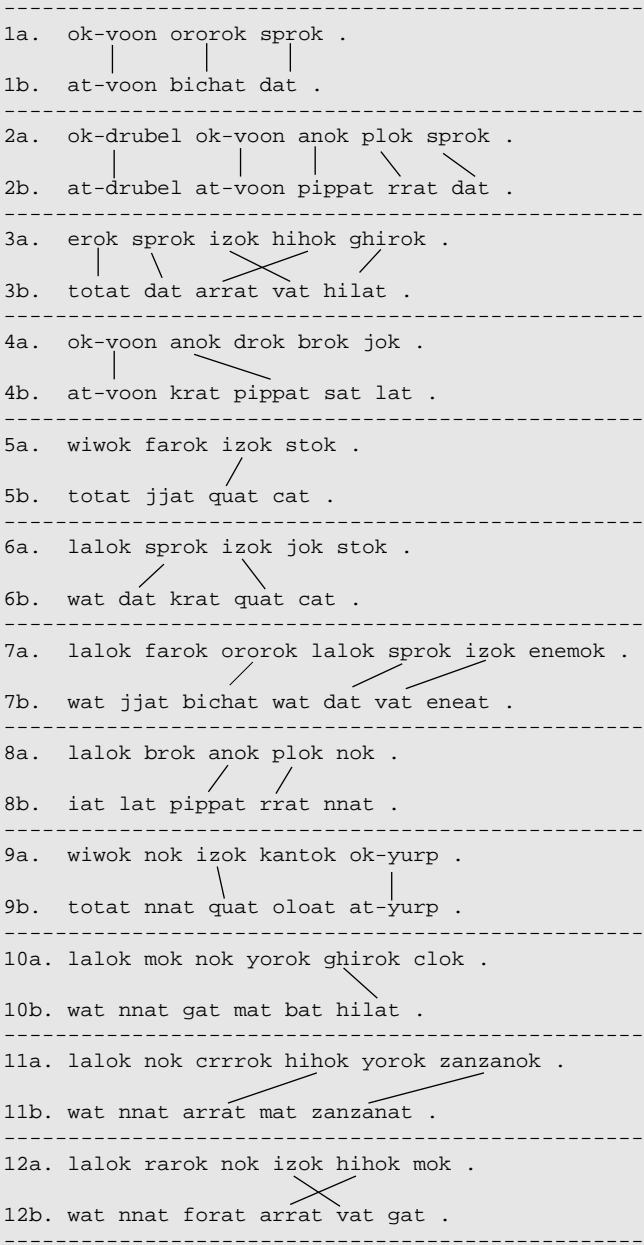 1a. ok-voon ororok sprok .
1b. at-voon bichat dat .
2a. ok-drubel ok-voon anok plok sprok .
2b. at-drubel at-voon pippat rrat dat .
3a. erok sprok izok hihok ghirok .
3b. totat dat arrat vat hilat .
4a. ok-voon anok drok brok jok .
4b. at-voon krat pippat sat lat .
5a. wiwok farok izok stok .
5b. totat jjat quat cat .
6a. lalok sprok izok jok stok .
6b. wat dat krat quat cat .
7a. lalok farok ororok lalok sprok izok enemok .
7b. wat jjat bichat wat dat vat eneat .
8a. lalok brok anok plok nok .
8b. iat lat pippat rrat nnat .
9a. wiwok nok izok kantok ok-yurp .
9b. totat nnat quat oloat at-yurp .
10a. lalok mok nok yorok ghirok clok .
10b. wat nnat gat mat bat hilat .
11a. lalok nok crrrok hihok yorok zanzanok .
11b. wat nnat arrat mat zanzanat .
12a. lalok rarok nok izok hihok mok .
12b. wat nnat forat arrat vat gat .